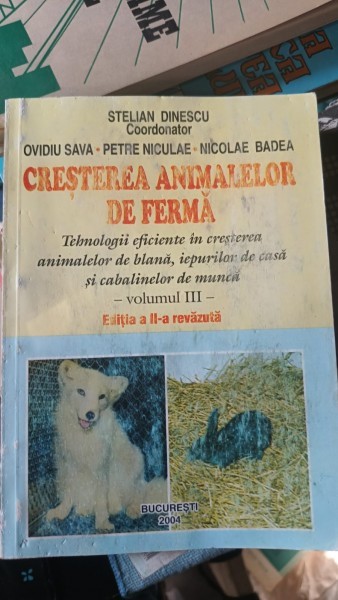 STELIAN DINESCU
Coordonator
OVIDIU SAVA • PETRE NICULAE • NICOLAE BADEA
CREȘTEREA ANIMALELOR
DE FERMĂ
Tehnologii eficiente în creșterea
animalelor de blană, iepurilor de casă
și cabalinelor de muncă
– volumul III –
Ediția a II-a revăzută
BUCUREȘTI
2004